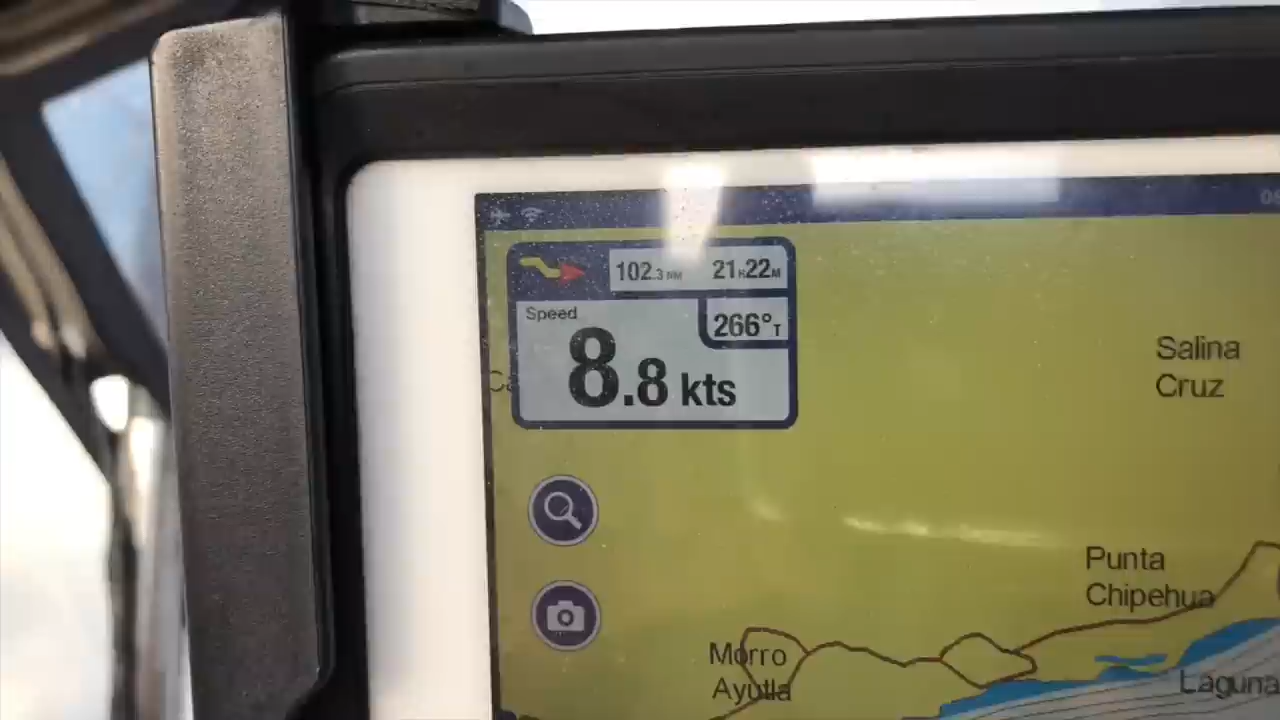 102.3 NM 21H22M
Speed
266°T
8.8 kts
Salina
Cruz
Punta
Chipehua
Morro
Ayutla
Laguna